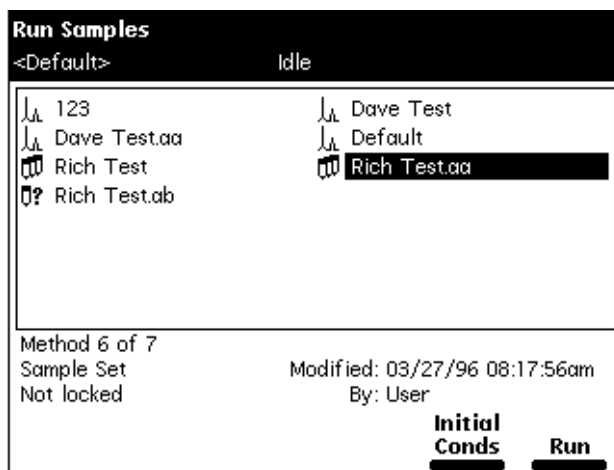 Run Samples
<Default> Idle
123 Dave Test
Dave Test.aa Default
Rich Test Rich Test.aa
? Rich Test.ab
Method 6 of 7
Sample Set Modified: 03/27/96 08:17:56am
Not locked By: User
Initial
Conds Run